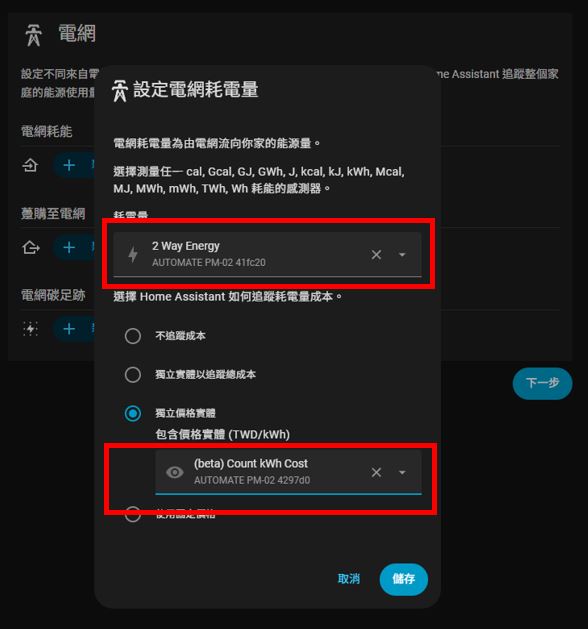 電網
設定不同來自電
me Assistant 追蹤整個家
庭的能源使用量
電網耗能
躉購至電網
電網碳足跡
下一步
設定電網耗電量
電網耗電量為由電網流向你家的能源量。
選擇測量任一 cal, Gcal, GJ, GWh, J, kcal, kJ, kWh, Mcal,
MJ, MWh, mWh, TWh, Wh 耗能的感測器。
耗電量
2 Way Energy
AUTOMATE PM-02 41fc20
選擇 Home Assistant 如何追蹤耗電量成本。
不追蹤成本
獨立實體以追蹤總成本
獨立價格實體
包含價格實體 (TWD/kWh)
(beta) Count kWh Cost
AUTOMATE PM-02 4297d0
使用固定價格
取消
儲存